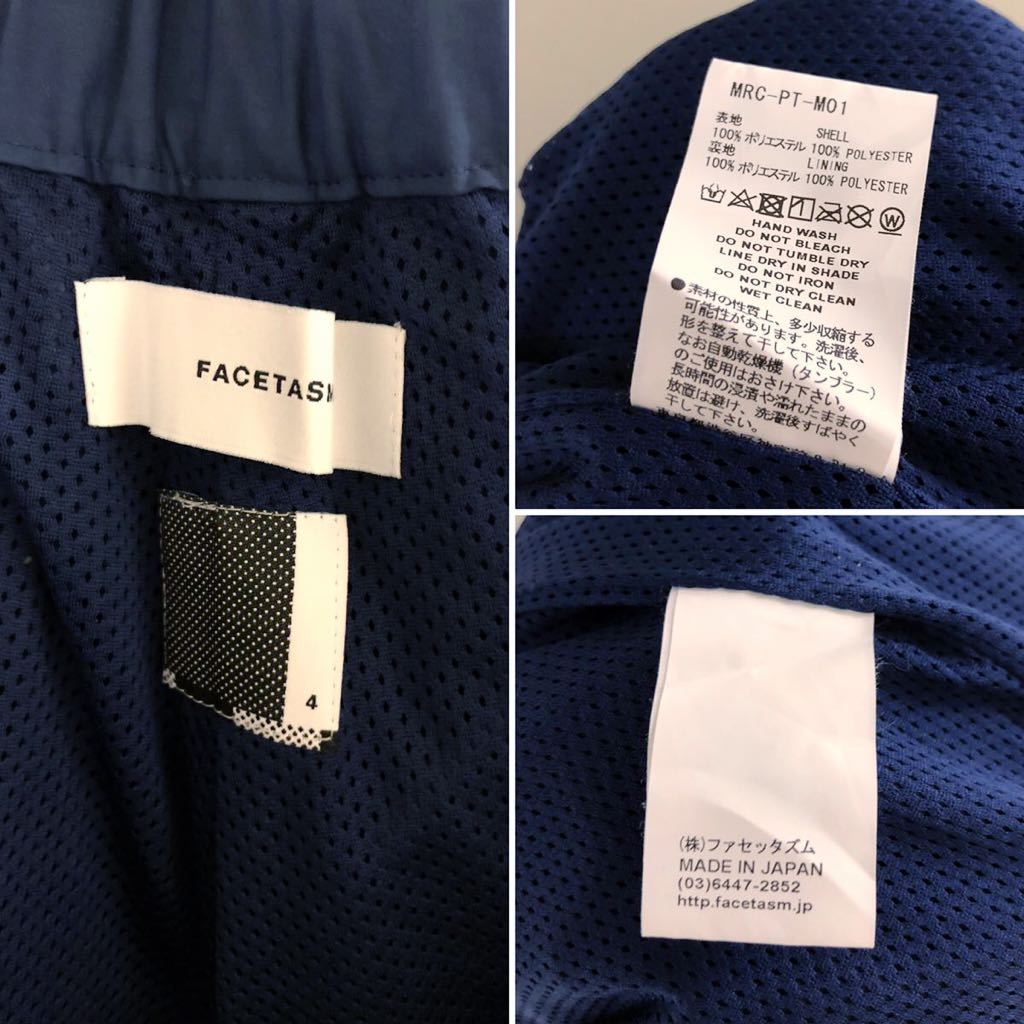 FACETASM
4
MRC-PT-M01
表地 SHELL
100%ポリエステル 100% POLYESTER
裏地 LINING
100%ポリエステル 100% POLYESTER
W
HAND WASH
DO NOT BLEACH
DO NOT TUMBLE DRY
LINE DRY IN SHADE
DO NOT IRON
DO NOT DRY CLEAN
WET CLEAN
●素材の性質上、多少収縮する
可能性があります。洗濯後、
形を整えて干して下さい。
なお自動乾燥機(タンブラー)
のご使用はおさけ下さい。
長時間の浸漬や濡れたままの
放置は避け、洗濯後すばやく
干して下さい。
(株)ファセッタズム
MADE IN JAPAN
(03)6447-2852
http.facetasm.jp